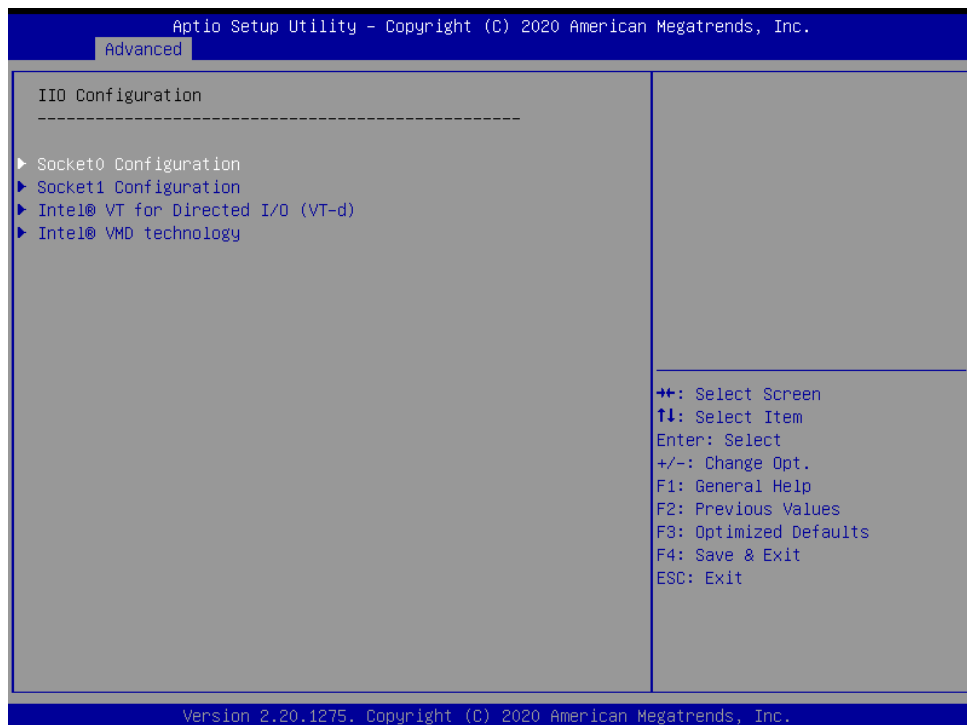 Aptio Setup Utility – Copyright (C) 2020 American Megatrends, Inc.
Advanced
IIO Configuration
--------------------------------------------------
Socket0 Configuration
Socket1 Configuration
Intel® VT for Directed I/O (VT-d)
Intel® VMD technology
→←: Select Screen
↑↓: Select Item
Enter: Select
+/-: Change Opt.
F1: General Help
F2: Previous Values
F3: Optimized Defaults
F4: Save & Exit
ESC: Exit
Version 2.20.1275. Copyright (C) 2020 American Megatrends, Inc.